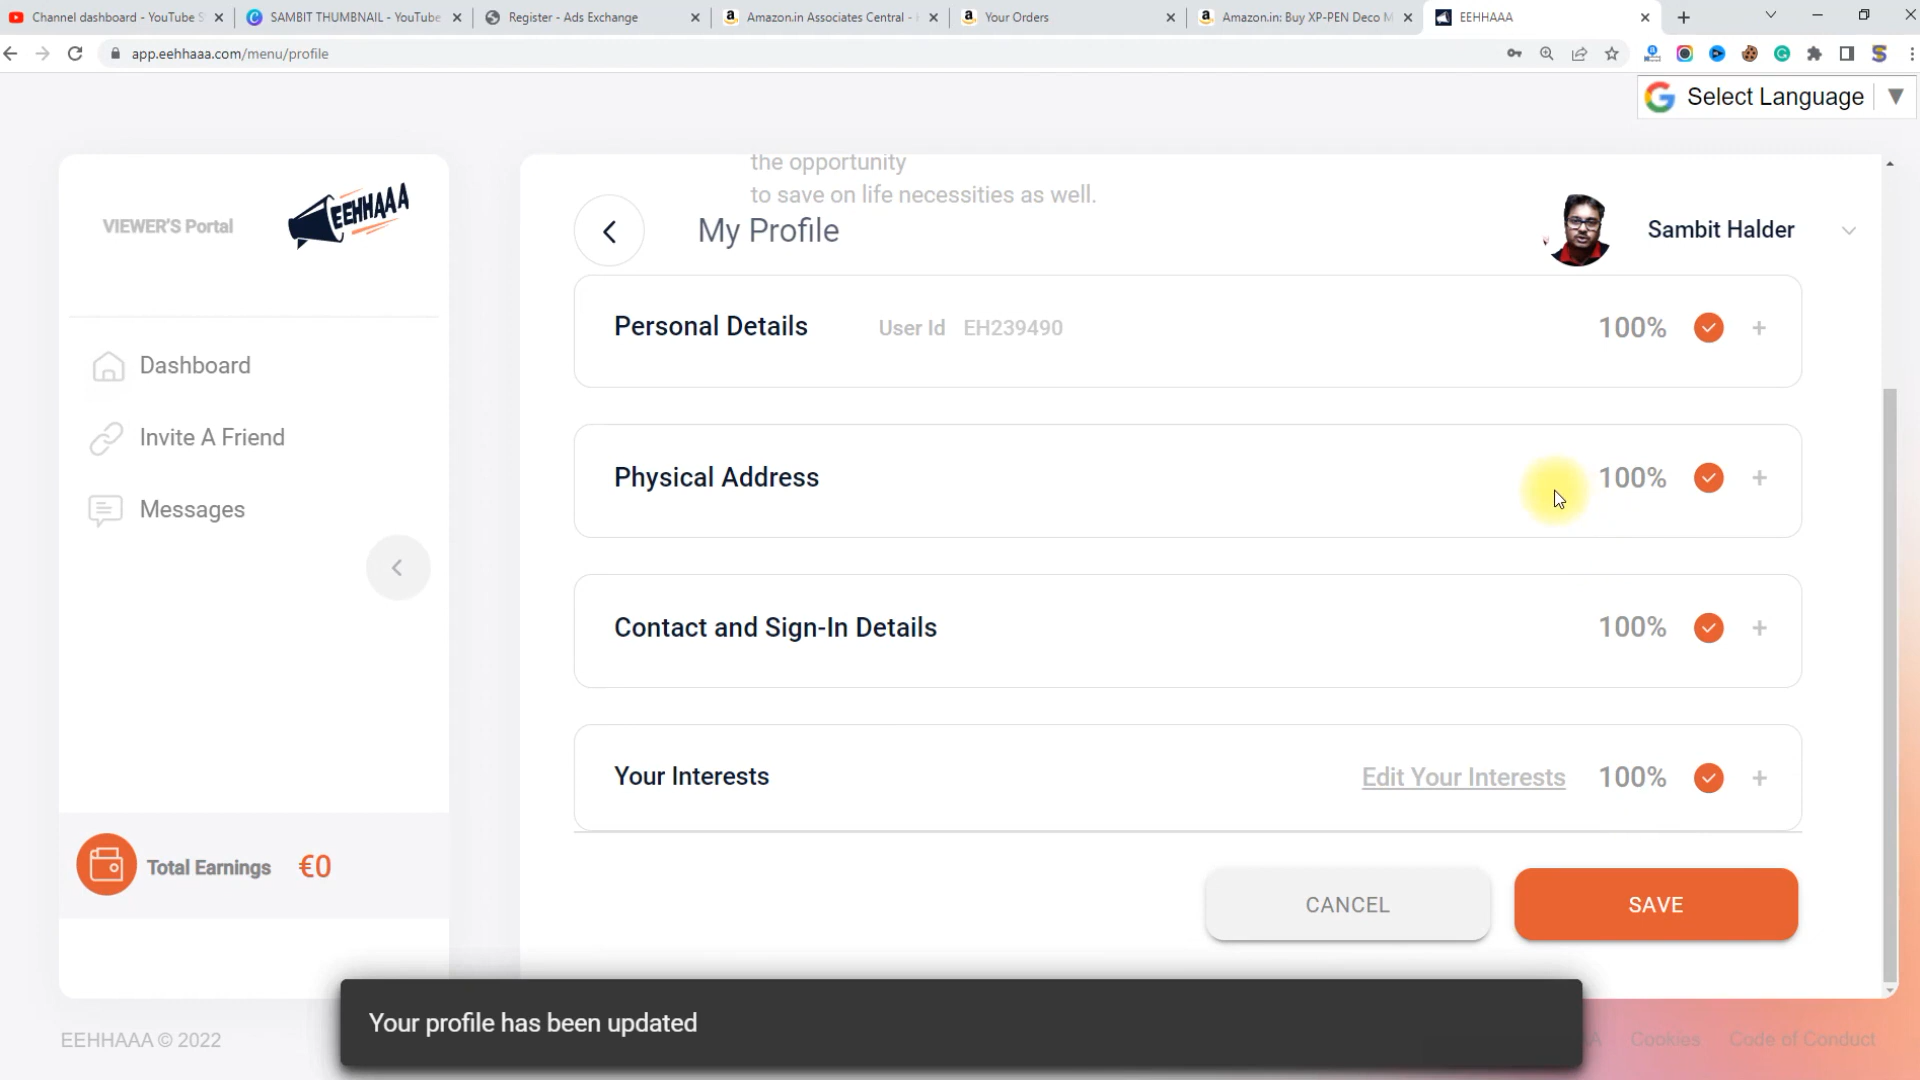 Channel dashboard - YouTube S
SAMBIT THUMBNAIL - YouTube
Register - Ads Exchange
Amazon.in Associates Central -
Your Orders
Amazon.in: Buy XP-PEN Deco M
EEHHAAA
app.eehhaaa.com/menu/profile
Select Language
VIEWER'S Portal
EEHHAAA
the opportunity
to save on life necessities as well.
My Profile
Sambit Halder
Dashboard
Invite A Friend
Messages
Personal Details User Id EH239490 100%
Physical Address 100%
Contact and Sign-In Details 100%
Your Interests Edit Your Interests 100%
Total Earnings €0
CANCEL
SAVE
Your profile has been updated
EEHHAAA © 2022
Cookies
Code of Conduct